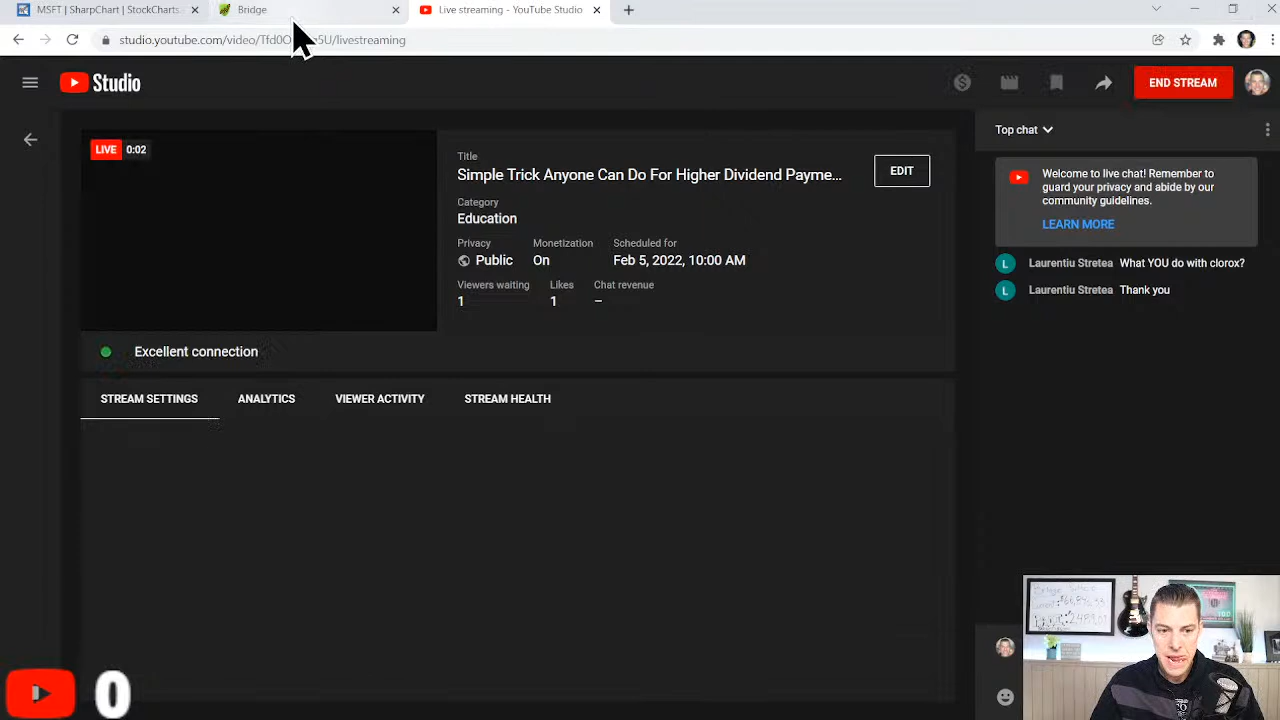 MSFT | SharpChart | StockCharts.
Bridge
Live streaming - YouTube Studio
studio.youtube.com/video/Tfd0O 5U/livestreaming
Studio
END STREAM
LIVE 0:02
Title
Simple Trick Anyone Can Do For Higher Dividend Payme...
EDIT
Category
Education
Privacy Monetization Scheduled for
Public On Feb 5, 2022, 10:00 AM
Viewers waiting Likes Chat revenue
1 1 –
Excellent connection
STREAM SETTINGS ANALYTICS VIEWER ACTIVITY STREAM HEALTH
Top chat
Welcome to live chat! Remember to
guard your privacy and abide by our
community guidelines.
LEARN MORE
L Laurentiu Stretea What YOU do with clorox?
L Laurentiu Stretea Thank you
0